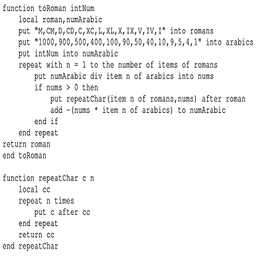 function toRoman intNum
local roman,numArabic
put "M,CM,D,CD,C,XC,L,XL,X,IX,V,IV,I" into romans
put "1000,900,500,400,100,90,50,40,10,9,5,4,1" into arabics
put intNum into numArabic
repeat with n = 1 to the number of items of romans
put numArabic div item n of arabics into nums
if nums > 0 then
put repeatChar(item n of romans,nums) after roman
add -(nums * item n of arabics) to numArabic
end if
end repeat
return roman
end toRoman
function repeatChar c n
local cc
repeat n times
put c after cc
end repeat
return cc
end repeatChar